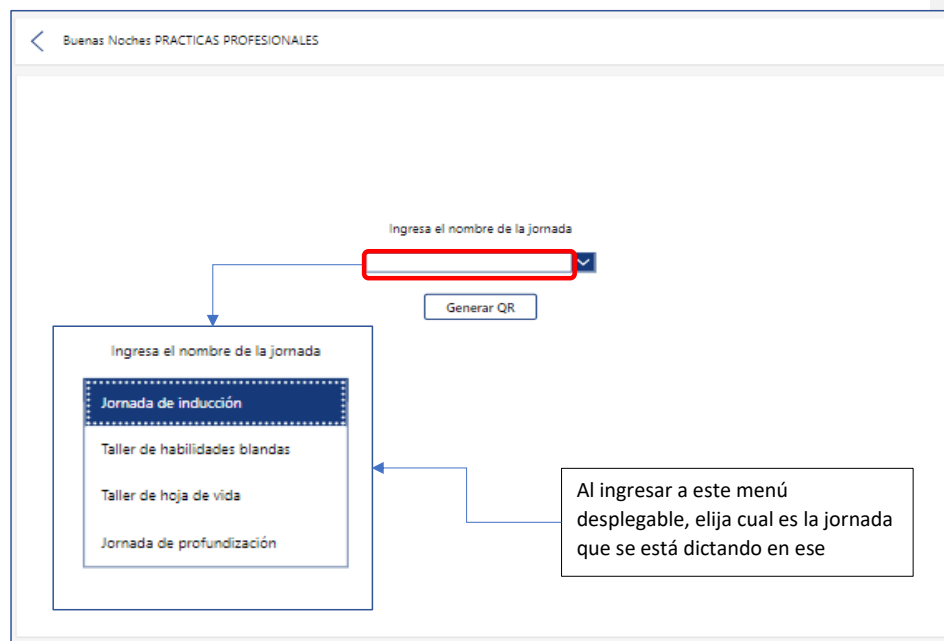 Buenas Noches PRACTICAS PROFESIONALES
Ingresa el nombre de la jornada
Generar QR
Ingresa el nombre de la jornada
Jornada de inducción
Taller de habilidades blandas
Taller de hoja de vida
Jornada de profundización
Al ingresar a este menú
desplegable, elija cual es la jornada
que se está dictando en ese